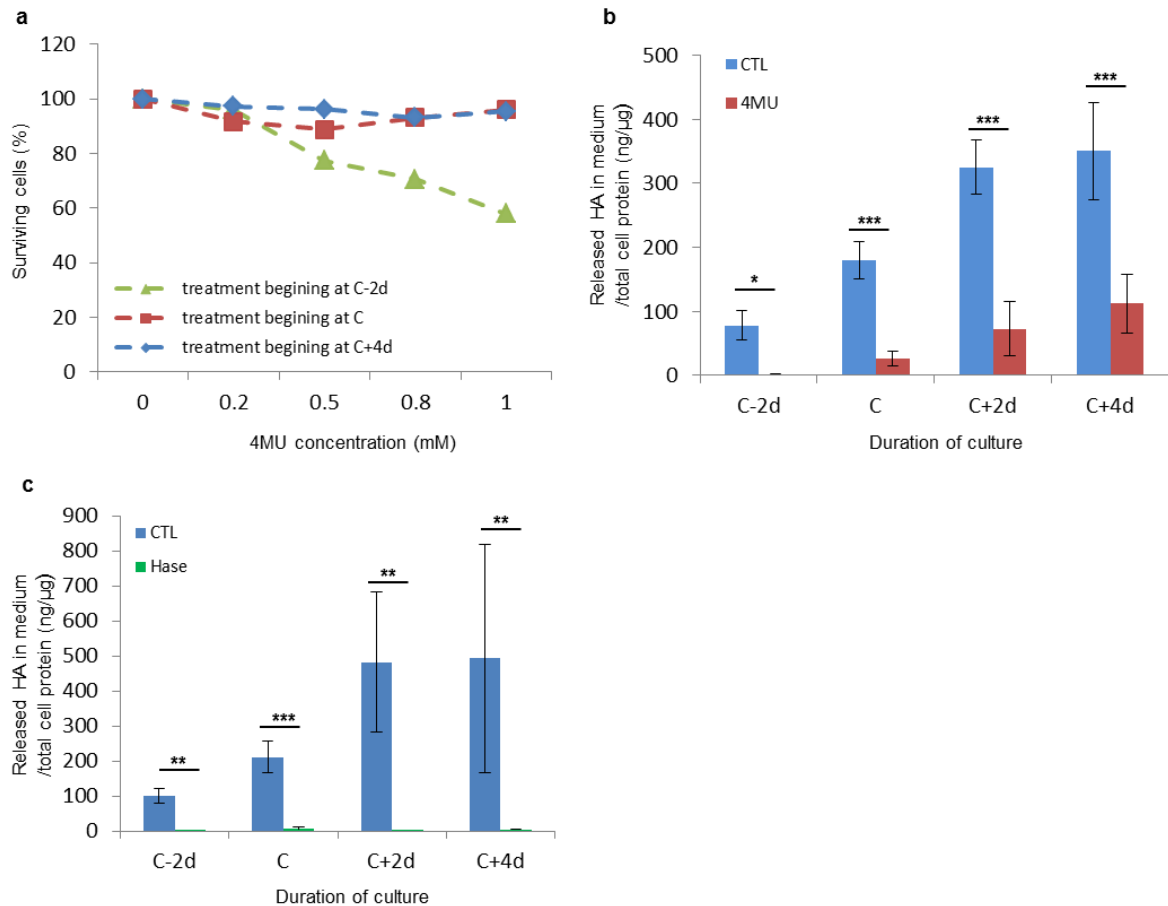 a
120
100
80
60
40
20
0
Surviving cells (%)
treatment begining at C-2d
treatment begining at C
treatment begining at C+4d
0 0.2 0.5 0.8 1
4MU concentration (mM)
b
500
400
300
200
100
0
Released HA in medium
/total cell protein (ng/µg)
CTL
4MU
*
***
***
***
C-2d C C+2d C+4d
Duration of culture
c
900
800
700
600
500
400
300
200
100
0
Released HA in medium
/total cell protein (ng/µg)
CTL
Hase
**
***
**
**
C-2d C C+2d C+4d
Duration of culture